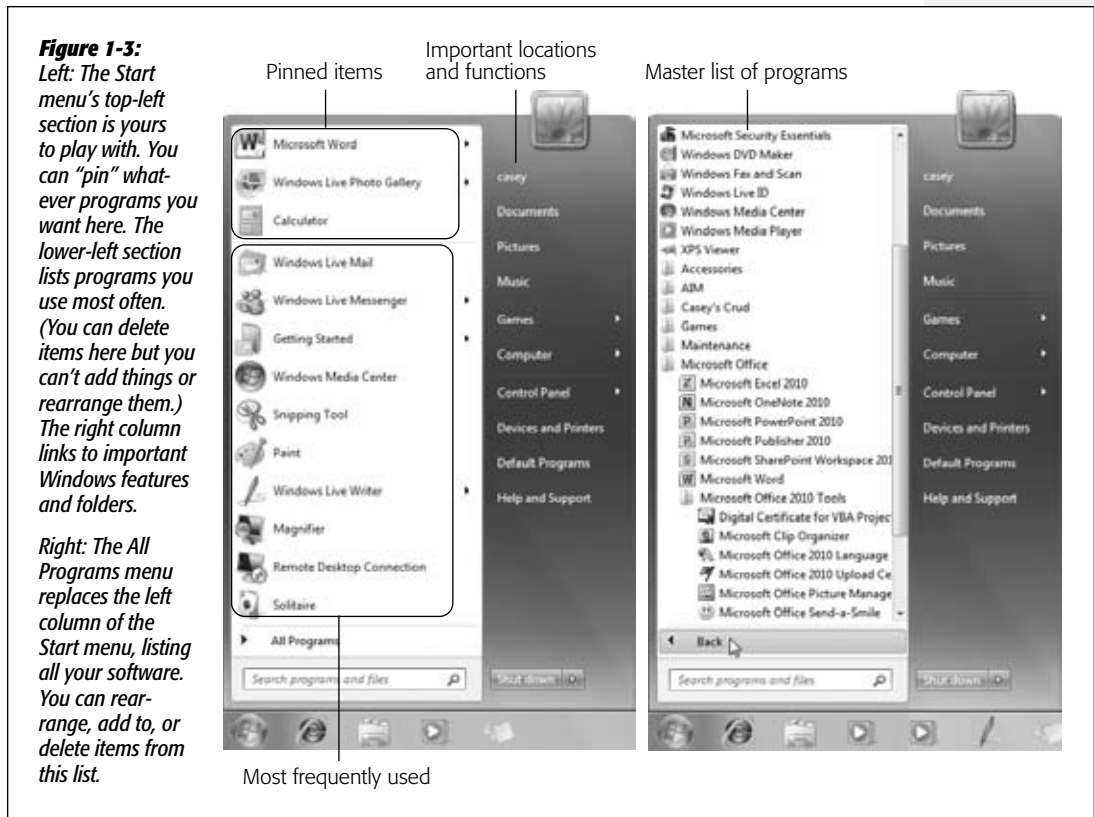 Figure 1-3:
Left: The Start
menu's top-left
section is yours
to play with. You
can “pin” what-
ever programs you
want here. The
lower-left section
lists programs you
use most often.
(You can delete
items here but you
can't add things or
rearrange them.)
The right column
links to important
Windows features
and folders.
Right: The All
Programs menu
replaces the left
column of the
Start menu, listing
all your software.
You can rear-
range, add to, or
delete items from
this list.
Pinned items
Important locations
and functions
Microsoft Word
Windows Live Photo Gallery
Calculator
Windows Live Mail
Windows Live Messenger
Getting Started
Windows Media Center
Snipping Tool
Paint
Windows Live Writer
Magnifier
Remote Desktop Connection
Solitaire
All Programs
Search programs and files
casey
Documents
Pictures
Music
Games
Computer
Control Panel
Devices and Printers
Default Programs
Help and Support
Shut down
Most frequently used
Master list of programs
Microsoft Security Essentials
Windows DVD Maker
Windows Fax and Scan
Windows Live ID
Windows Media Center
Windows Media Player
XPS Viewer
Accessories
AIM
Casey's Crud
Games
Maintenance
Microsoft Office
Microsoft Excel 2010
Microsoft OneNote 2010
Microsoft PowerPoint 2010
Microsoft Publisher 2010
Microsoft SharePoint Workspace 201
Microsoft Word
Microsoft Office 2010 Tools
Digital Certificate for VBA Projec
Microsoft Clip Organizer
Microsoft Office 2010 Language
Microsoft Office 2010 Upload Ce
Microsoft Office Picture Manage
Microsoft Office Send-a-Smile
Back
Search programs and files
casey
Documents
Pictures
Music
Games
Computer
Control Panel
Devices and Printers
Default Programs
Help and Support
Shut down